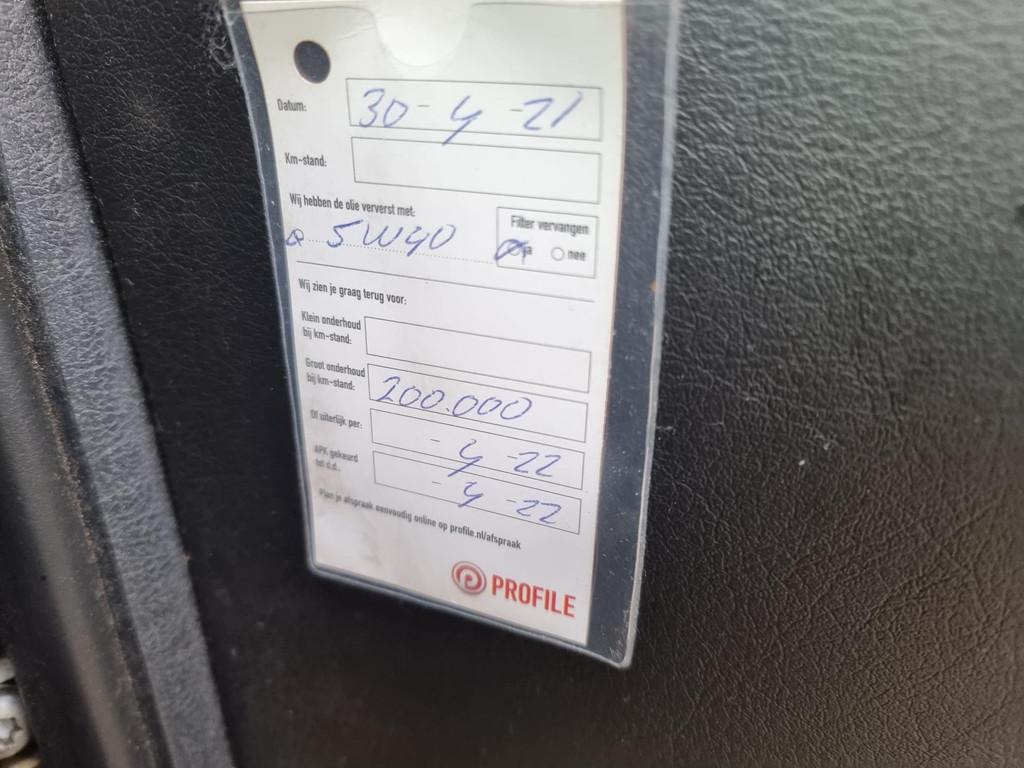 Datum: 30-4-21
Km-stand:
Wij hebben de olie ververst met:
5W40
Filter vervangen
ja nee
Wij zien je graag terug voor:
Klein onderhoud
bij km-stand:
Groot onderhoud
bij km-stand: 200.000
Of uiterlijk per: - 4 -22
APK gekeurd
tot d.d.: - 4 -22
Plan je afspraak eenvoudig online op profile.nl/afspraak
PROFILE